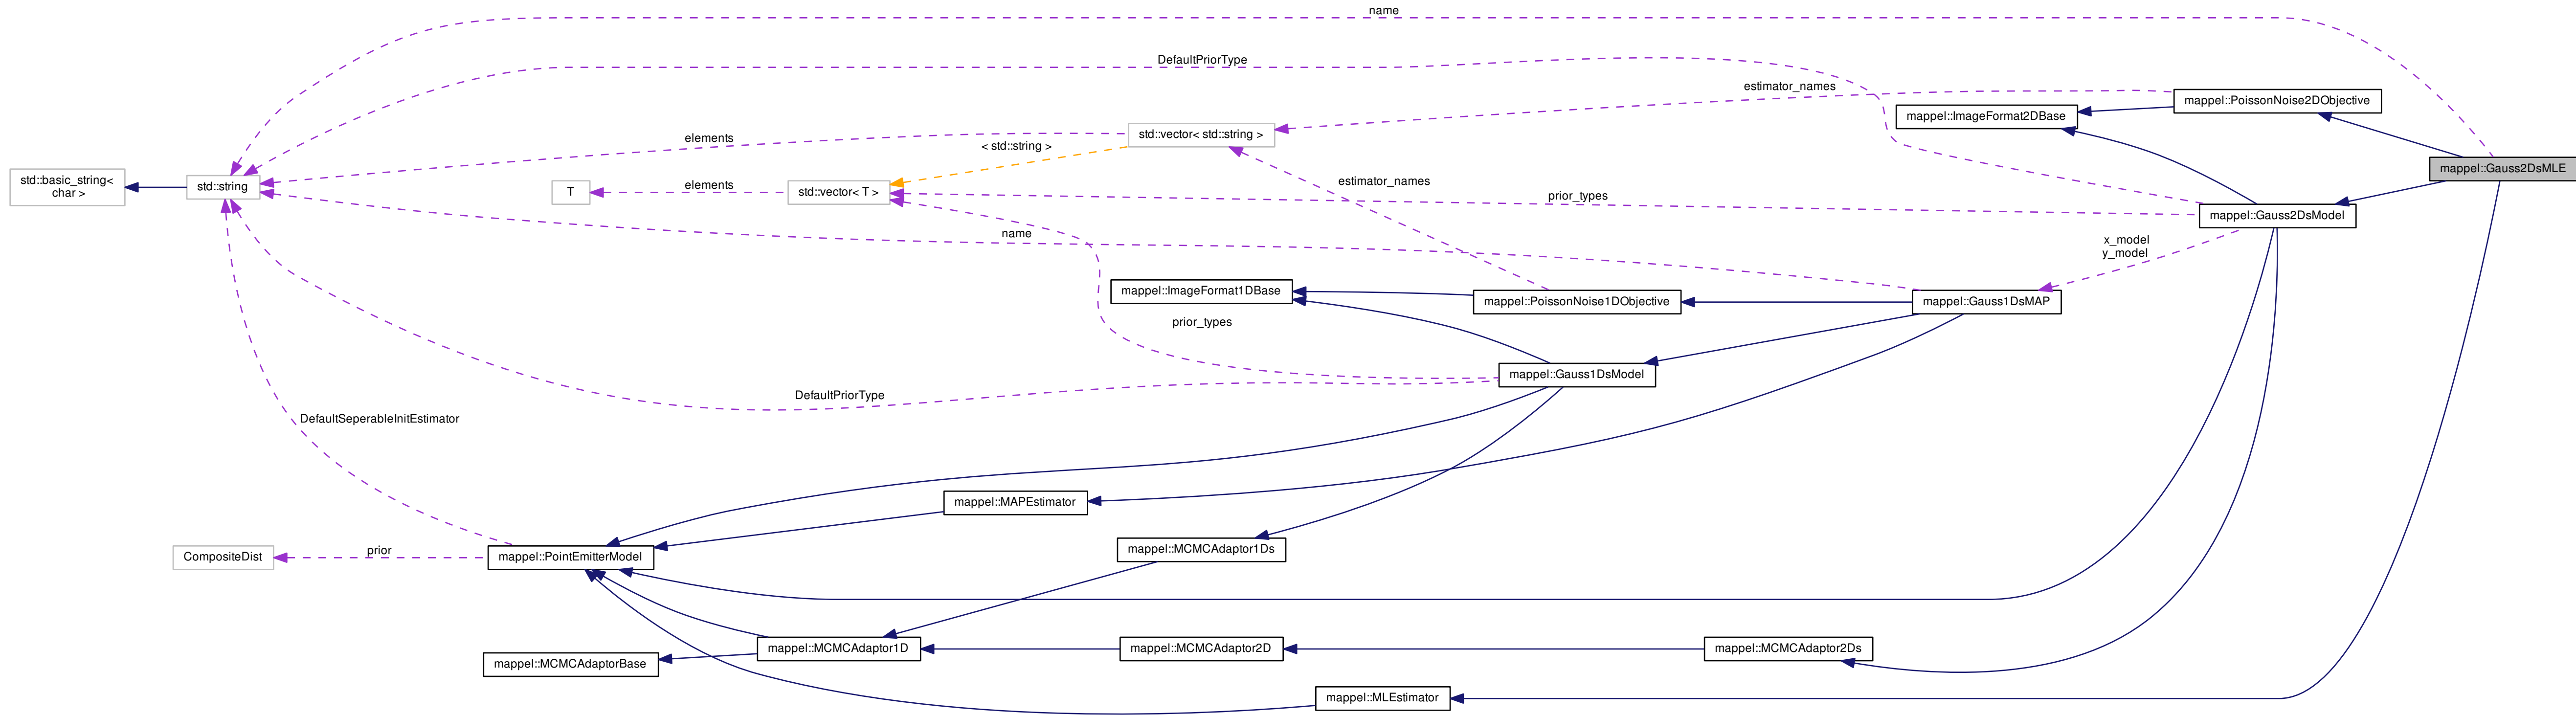 name
DefaultPriorType
estimator_names
mappel::PoissonNoise2DObjective
mappel::ImageFormat2DBase
std::vector< std::string >
elements
< std::string >
mappel::Gauss2DsMLE
std::basic_string<
char >
std::string
T
elements
std::vector< T >
estimator_names
prior_types
mappel::Gauss2DsModel
name
x_model
y_model
mappel::ImageFormat1DBase
mappel::PoissonNoise1DObjective
mappel::Gauss1DsMAP
prior_types
mappel::Gauss1DsModel
DefaultPriorType
DefaultSeperableInitEstimator
mappel::MAPEstimator
CompositeDist
prior
mappel::PointEmitterModel
mappel::MCMCAdaptor1Ds
mappel::MCMCAdaptorBase
mappel::MCMCAdaptor1D
mappel::MCMCAdaptor2D
mappel::MCMCAdaptor2Ds
mappel::MLEstimator